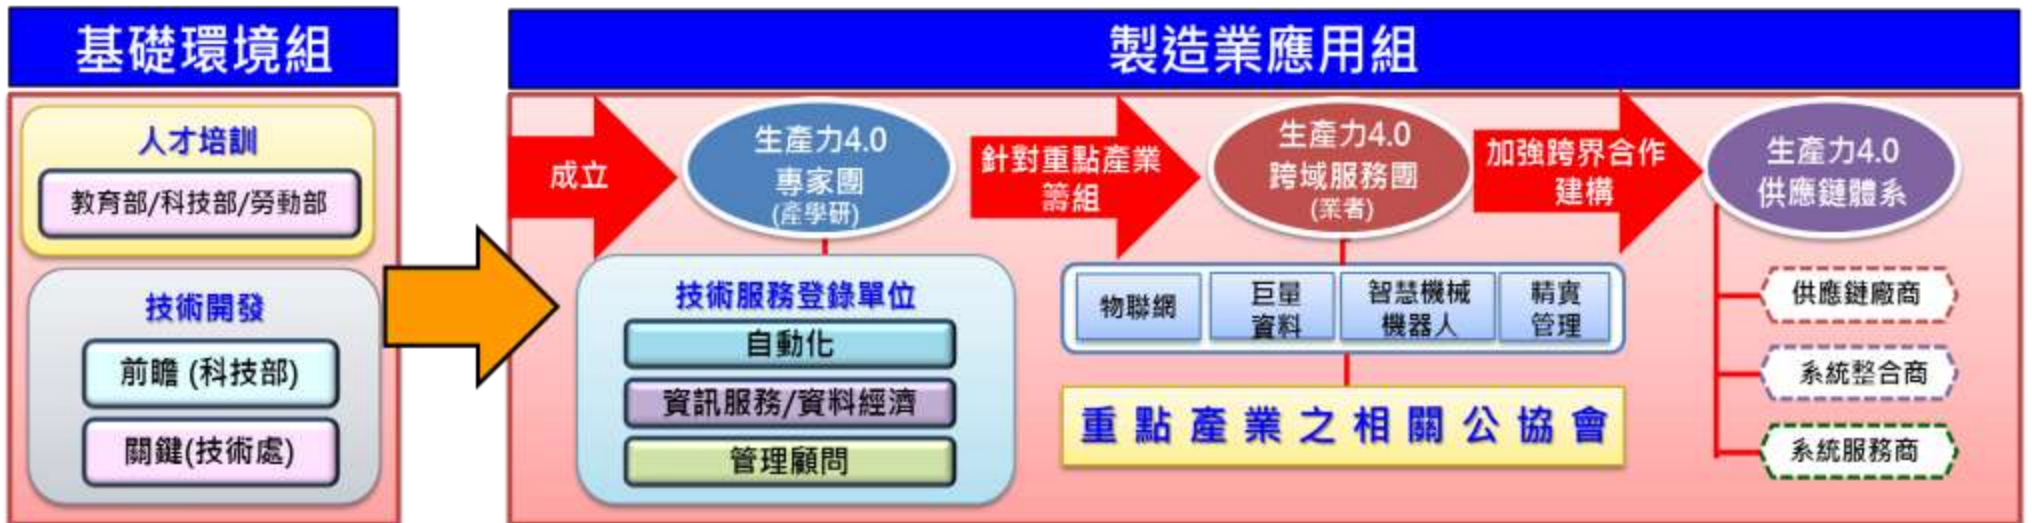 基礎環境組
人才培訓
教育部/科技部/勞動部
技術開發
前瞻 (科技部)
關鍵(技術處)
製造業應用組
成立
生產力4.0
專家團
(產學研)
技術服務登錄單位
自動化
資訊服務/資料經濟
管理顧問
針對重點產業
籌組
生產力4.0
跨域服務團
(業者)
物聯網
巨量
資料
智慧機械
機器人
精實
管理
重點產業之相關公協會
加強跨界合作
建構
生產力4.0
供應鏈體系
供應鏈廠商
系統整合商
系統服務商